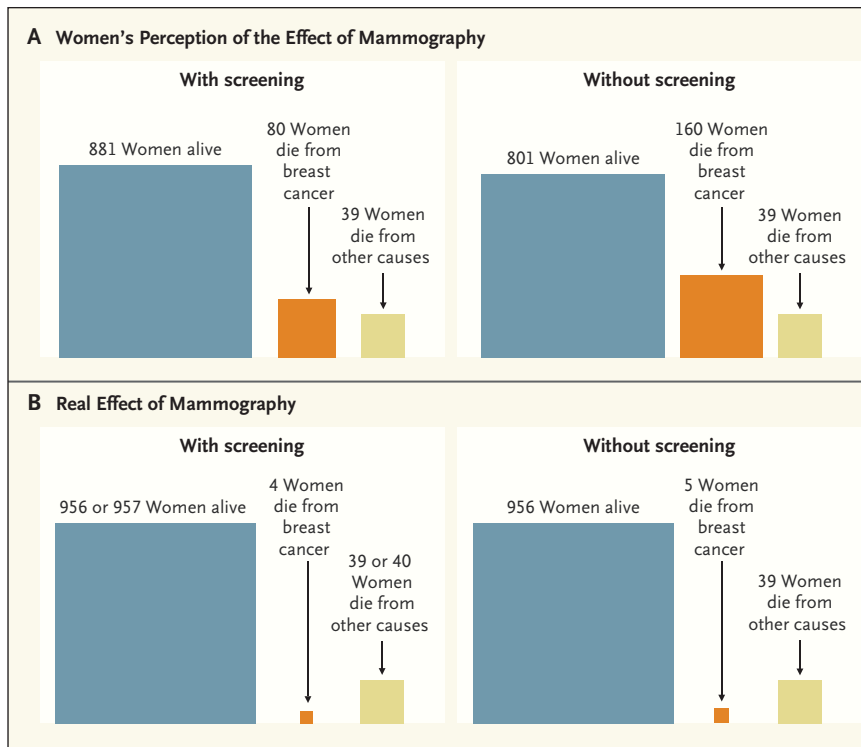 A Women's Perception of the Effect of Mammography
With screening
881 Women alive
80 Women
die from
breast
cancer
39 Women
die from
other causes
Without screening
801 Women alive
160 Women
die from
breast
cancer
39 Women
die from
other causes
B Real Effect of Mammography
With screening
956 or 957 Women alive
4 Women
die from
breast
cancer
39 or 40
Women
die from
other causes
Without screening
956 Women alive
5 Women
die from
breast
cancer
39 Women
die from
other causes